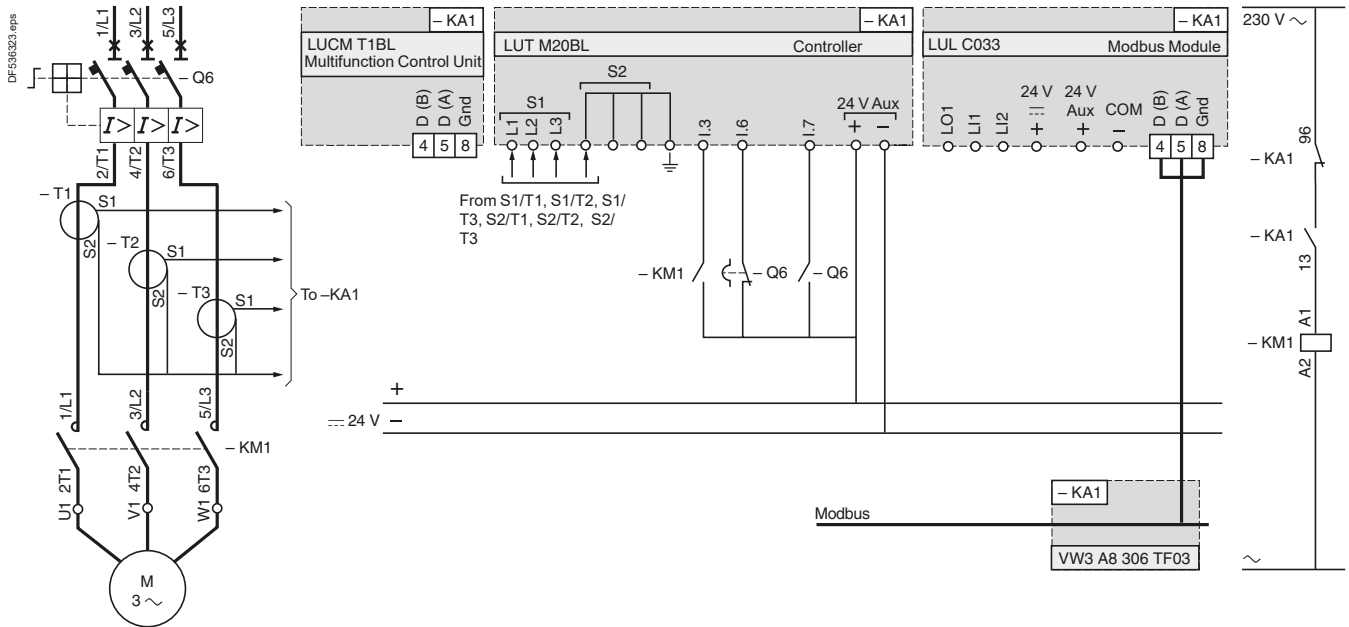 DF536323.eps
1/L1
3/L2
5/L3
– Q6
I >
I >
I >
2/T1
4/T2
6/T3
– T1
S1
S2
– T2
S1
S2
– T3
S1
S2
To –KA1
1/L1
3/L2
5/L3
– KM1
2T1
4T2
6T3
U1
V1
W1
M
3 ~
– KA1
LUCM T1BL
Multifunction Control Unit
D (B)
D (A)
Gnd
4 5 8
– KA1
LUT M20BL Controller
S1
S2
L1
L2
L3
I.3
I.6
I.7
24 V Aux
+ –
From S1/T1, S1/T2, S1/
T3, S2/T1, S2/T2, S2/
T3
– KM1
– Q6
– Q6
– KA1
LUL C033 Modbus Module
LO1
LI1
LI2
24 V
⎓
+
24 V
Aux
+
COM
–
D (B)
D (A)
Gnd
4 5 8
+
⎓ 24 V –
Modbus
– KA1
VW3 A8 306 TF03
230 V ~
96
– KA1
– KA1
13
A1
– KM1
A2
~